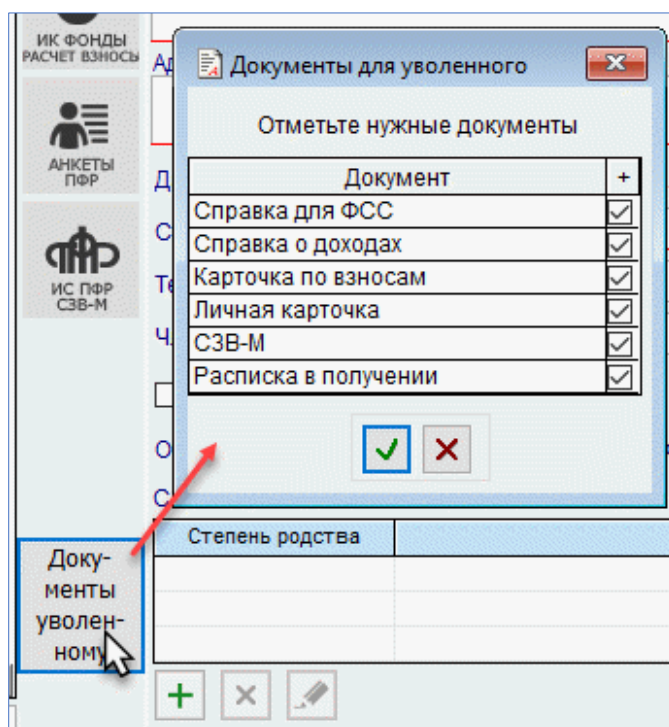 ИК ФОНДЫ
РАСЧЕТ ВЗНОСЫ
АНКЕТЫ
ПФР
ИС ПФР
СЗВ-М
Доку-
менты
уволен-
ному
Документы для уволенного
Отметьте нужные документы
Документ +
Справка для ФСС
Справка о доходах
Карточка по взносам
Личная карточка
СЗВ-М
Расписка в получении
Степень родства